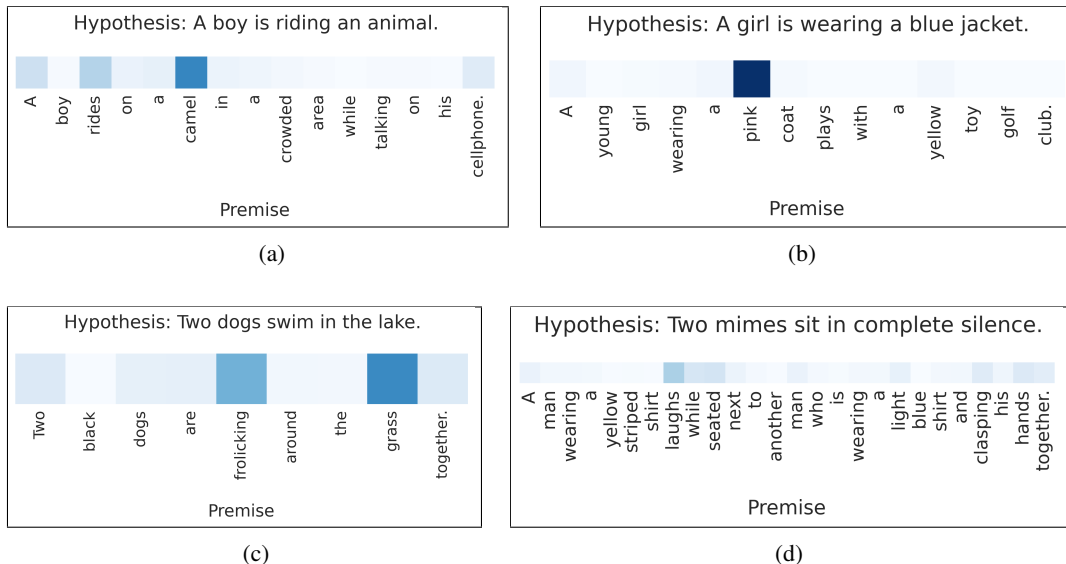 Hypothesis: A boy is riding an animal.
A boy rides on a camel in a crowded area while talking on his cellphone.
Premise
(a)
Hypothesis: A girl is wearing a blue jacket.
A young girl wearing a pink coat plays with a yellow toy golf club.
Premise
(b)
Hypothesis: Two dogs swim in the lake.
Two black dogs are frolicking around the grass together.
Premise
(c)
Hypothesis: Two mimes sit in complete silence.
A man wearing a yellow striped shirt laughs while seated next to another man who is wearing a light blue shirt and clasping his hands together.
Premise
(d)